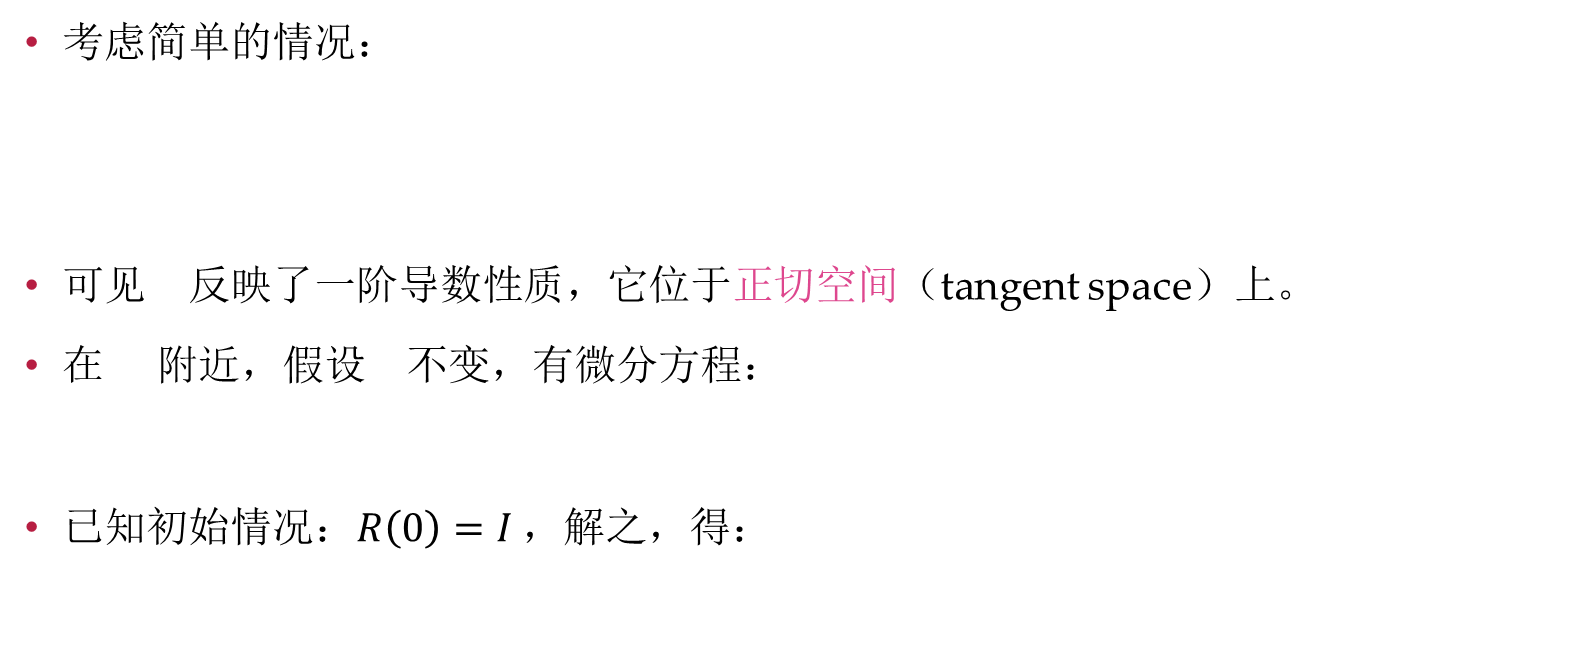 • 考虑简单的情况：
• 可见 反映了一阶导数性质，它位于正切空间（tangent space）上。
• 在 附近，假设 不变，有微分方程：
• 已知初始情况：R(0) = I ，解之，得：